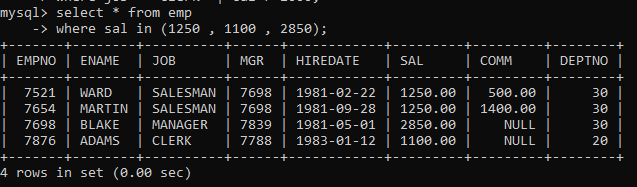 mysql> select * from emp
    -> where sal in (1250 , 1100 , 2850);
+-------+--------+----------+------+------------+---------+---------+--------+
| EMPNO | ENAME  | JOB      | MGR  | HIREDATE   | SAL     | COMM    | DEPTNO |
+-------+--------+----------+------+------------+---------+---------+--------+
|  7521 | WARD   | SALESMAN | 7698 | 1981-02-22 | 1250.00 |  500.00 |     30 |
|  7654 | MARTIN | SALESMAN | 7698 | 1981-09-28 | 1250.00 | 1400.00 |     30 |
|  7698 | BLAKE  | MANAGER  | 7839 | 1981-05-01 | 2850.00 |    NULL |     30 |
|  7876 | ADAMS  | CLERK    | 7788 | 1983-01-12 | 1100.00 |    NULL |     20 |
+-------+--------+----------+------+------------+---------+---------+--------+
4 rows in set (0.00 sec)